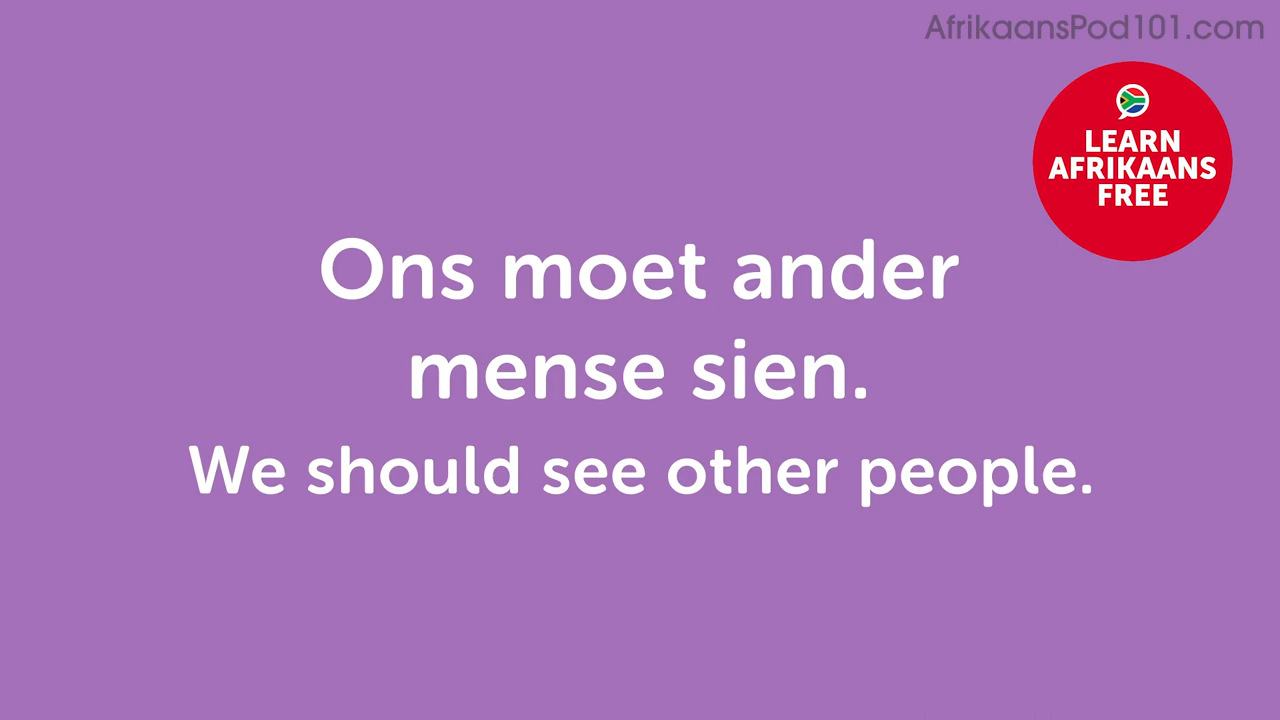 AfrikaansPod101.com
LEARN
AFRIKAANS
FREE
Ons moet ander
mense sien.
We should see other people.